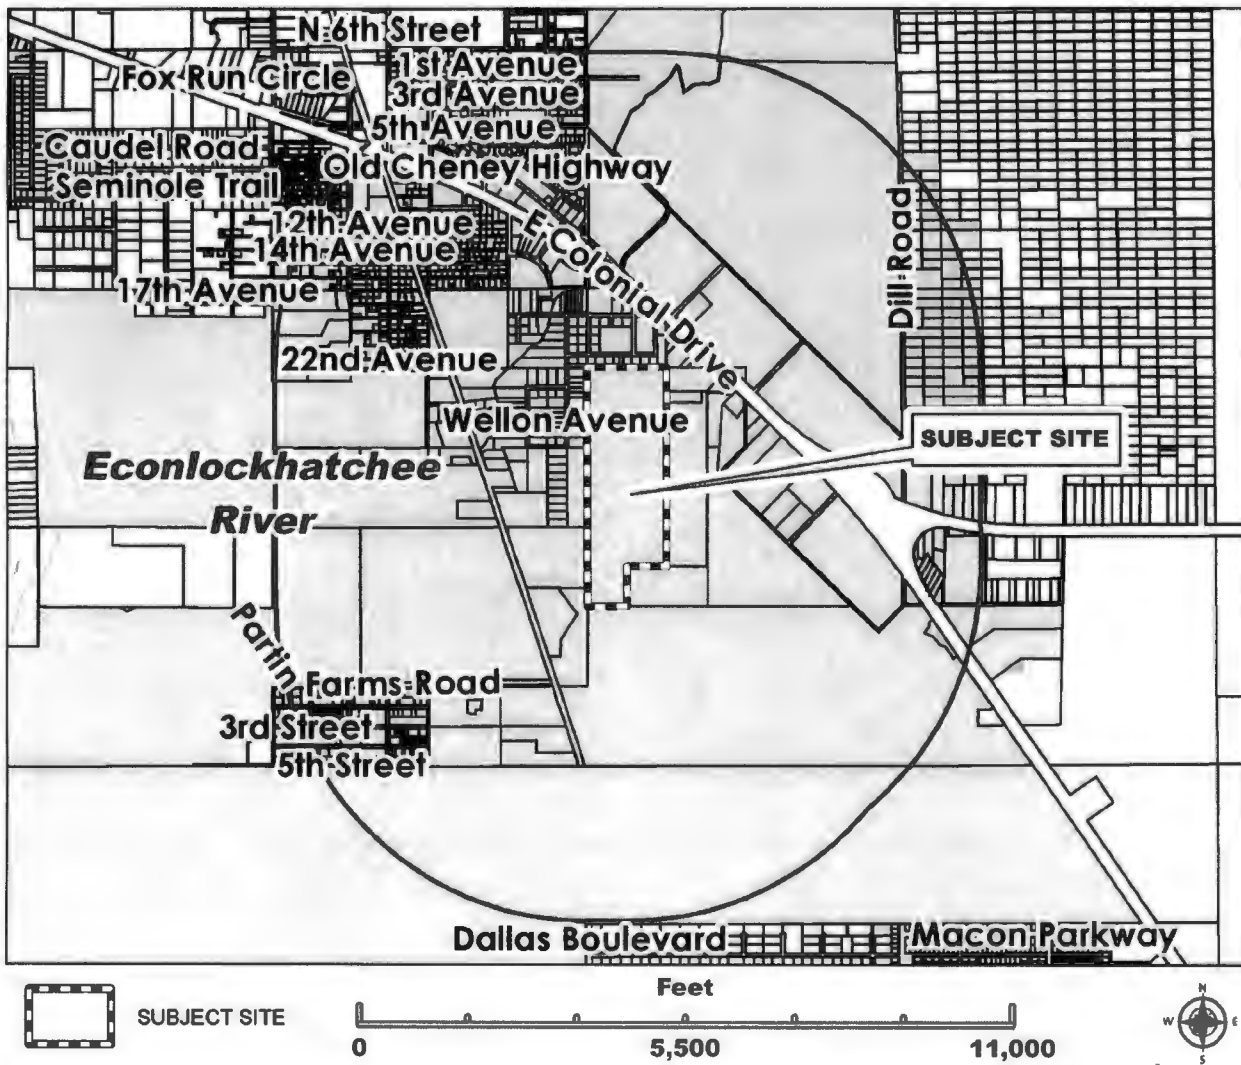 N 6th Street
1st Avenue
Fox Run Circle
3rd Avenue
5th Avenue
Caudel Road
Old Cheney Highway
Seminole Trail
12th Avenue
14th Avenue
E Colonial Drive
17th Avenue
Dill Road
22nd Avenue
Wellon Avenue
SUBJECT SITE
Econlockhatchee
River
Partin
Farms Road
3rd Street
5th Street
Dallas Boulevard
Macon Parkway
SUBJECT SITE
Feet
0
5,500
11,000
N
W
E
S